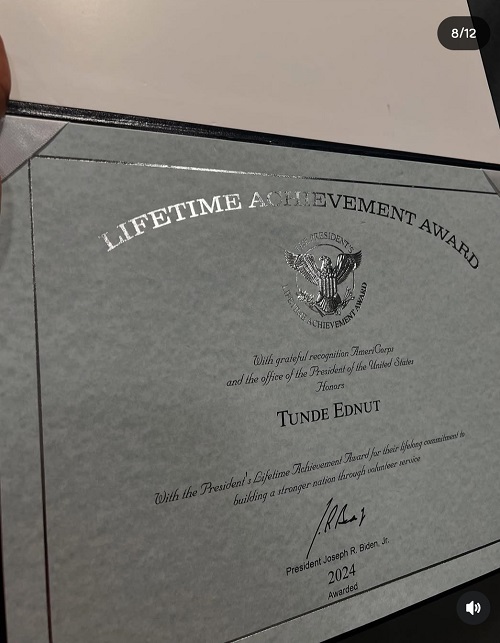 8/12
LIFETIME ACHIEVEMENT AWARD
PRESIDENT'S
LIFETIME ACHIEVEMENT AWARD
With grateful recognition AmeriCorps
and the office of the President of the United States
Honors
TUNDE EDNUT
With the President's Lifetime Achievement Award for their lifelong commitment to
building a stronger nation through volunteer service
President Joseph R. Biden, Jr.
2024
Awarded